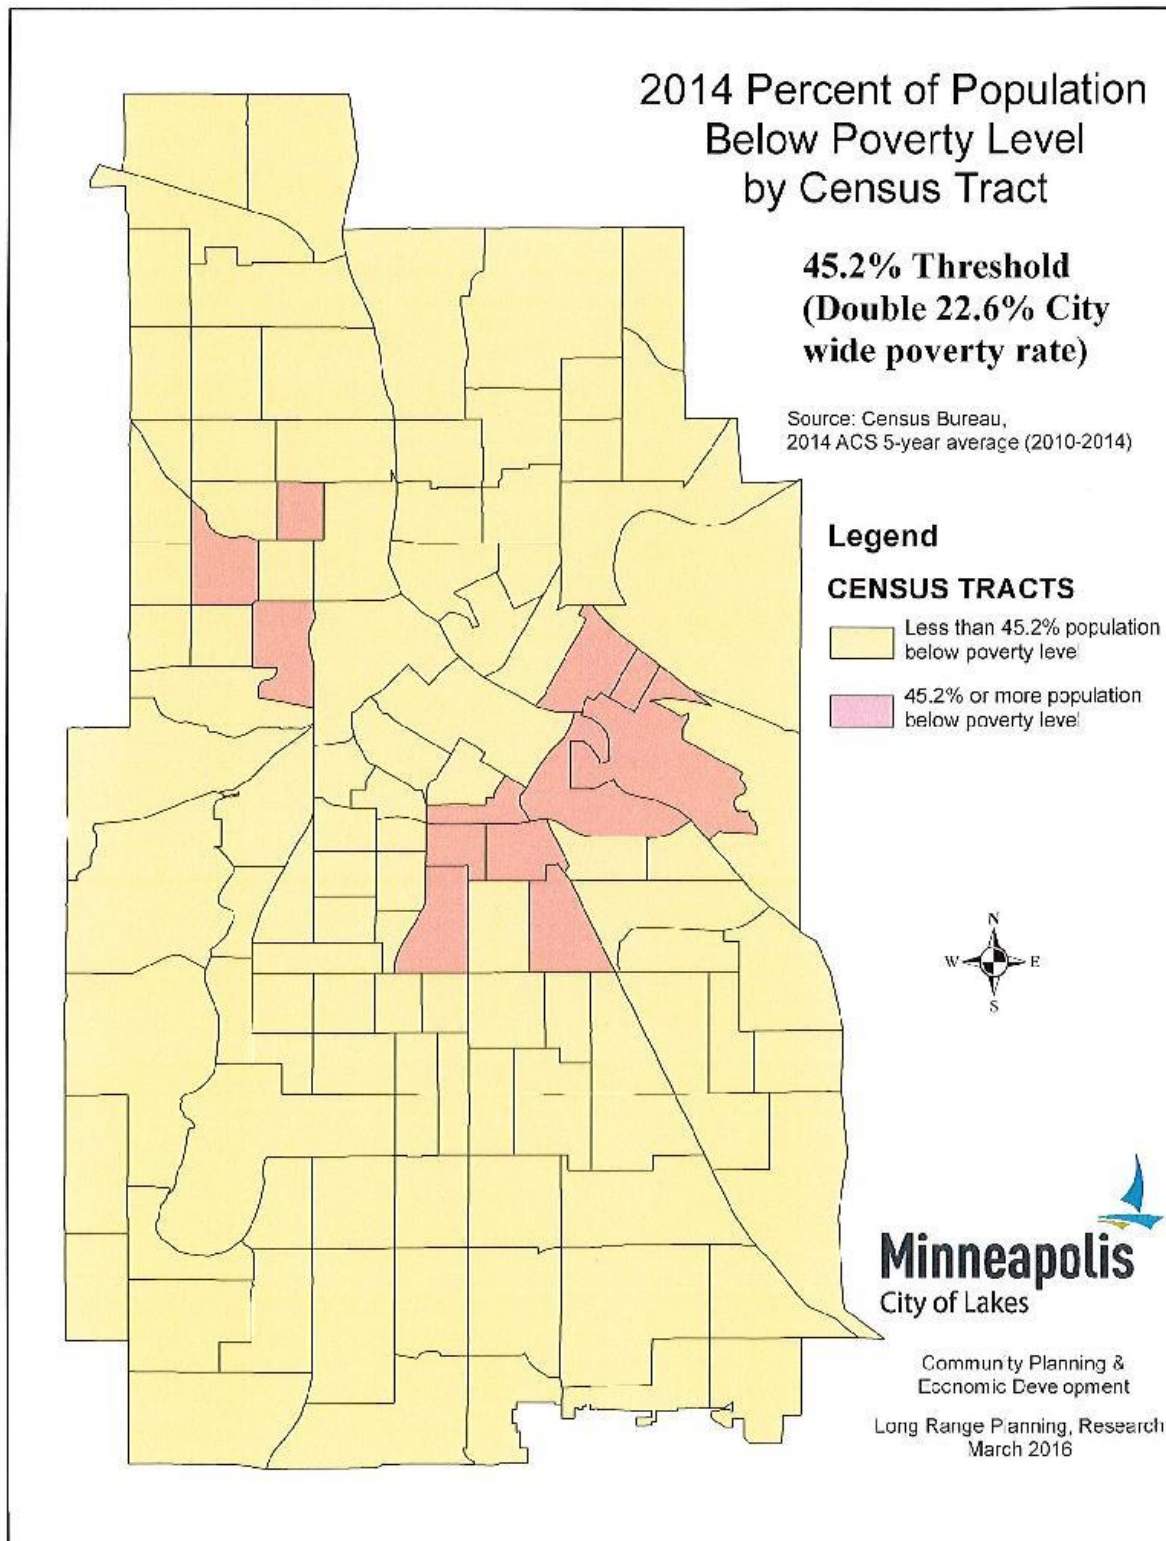 2014 Percent of Population
Below Poverty Level
by Census Tract
45.2% Threshold
(Double 22.6% City
wide poverty rate)
Source: Census Bureau,
2014 ACS 5-year average (2010-2014)
Legend
CENSUS TRACTS
Less than 45.2% population
below poverty level
45.2% or more population
below poverty level
N
W E
S
Minneapolis
City of Lakes
Community Planning &
Economic Development
Long Range Planning, Research
March 2016